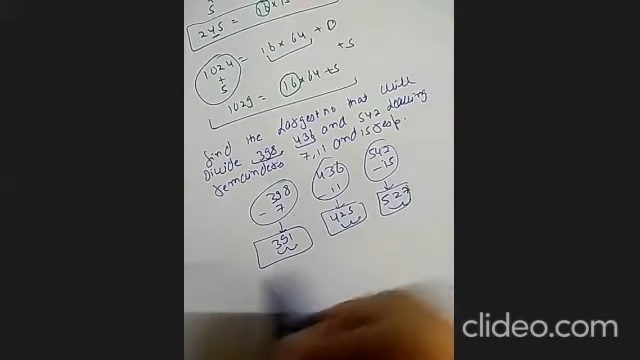 5
245 = 16 × 15
1024 = 16 × 64 + 0
+
5
+5
1029 = 16 × 64 + 5
find the largest no that will
Divide 398, 436 and 542 leaving
remainders 7, 11 and 15 resp.
398 436 542
- 7 - 11 - 15
391 425 527
clideo.com